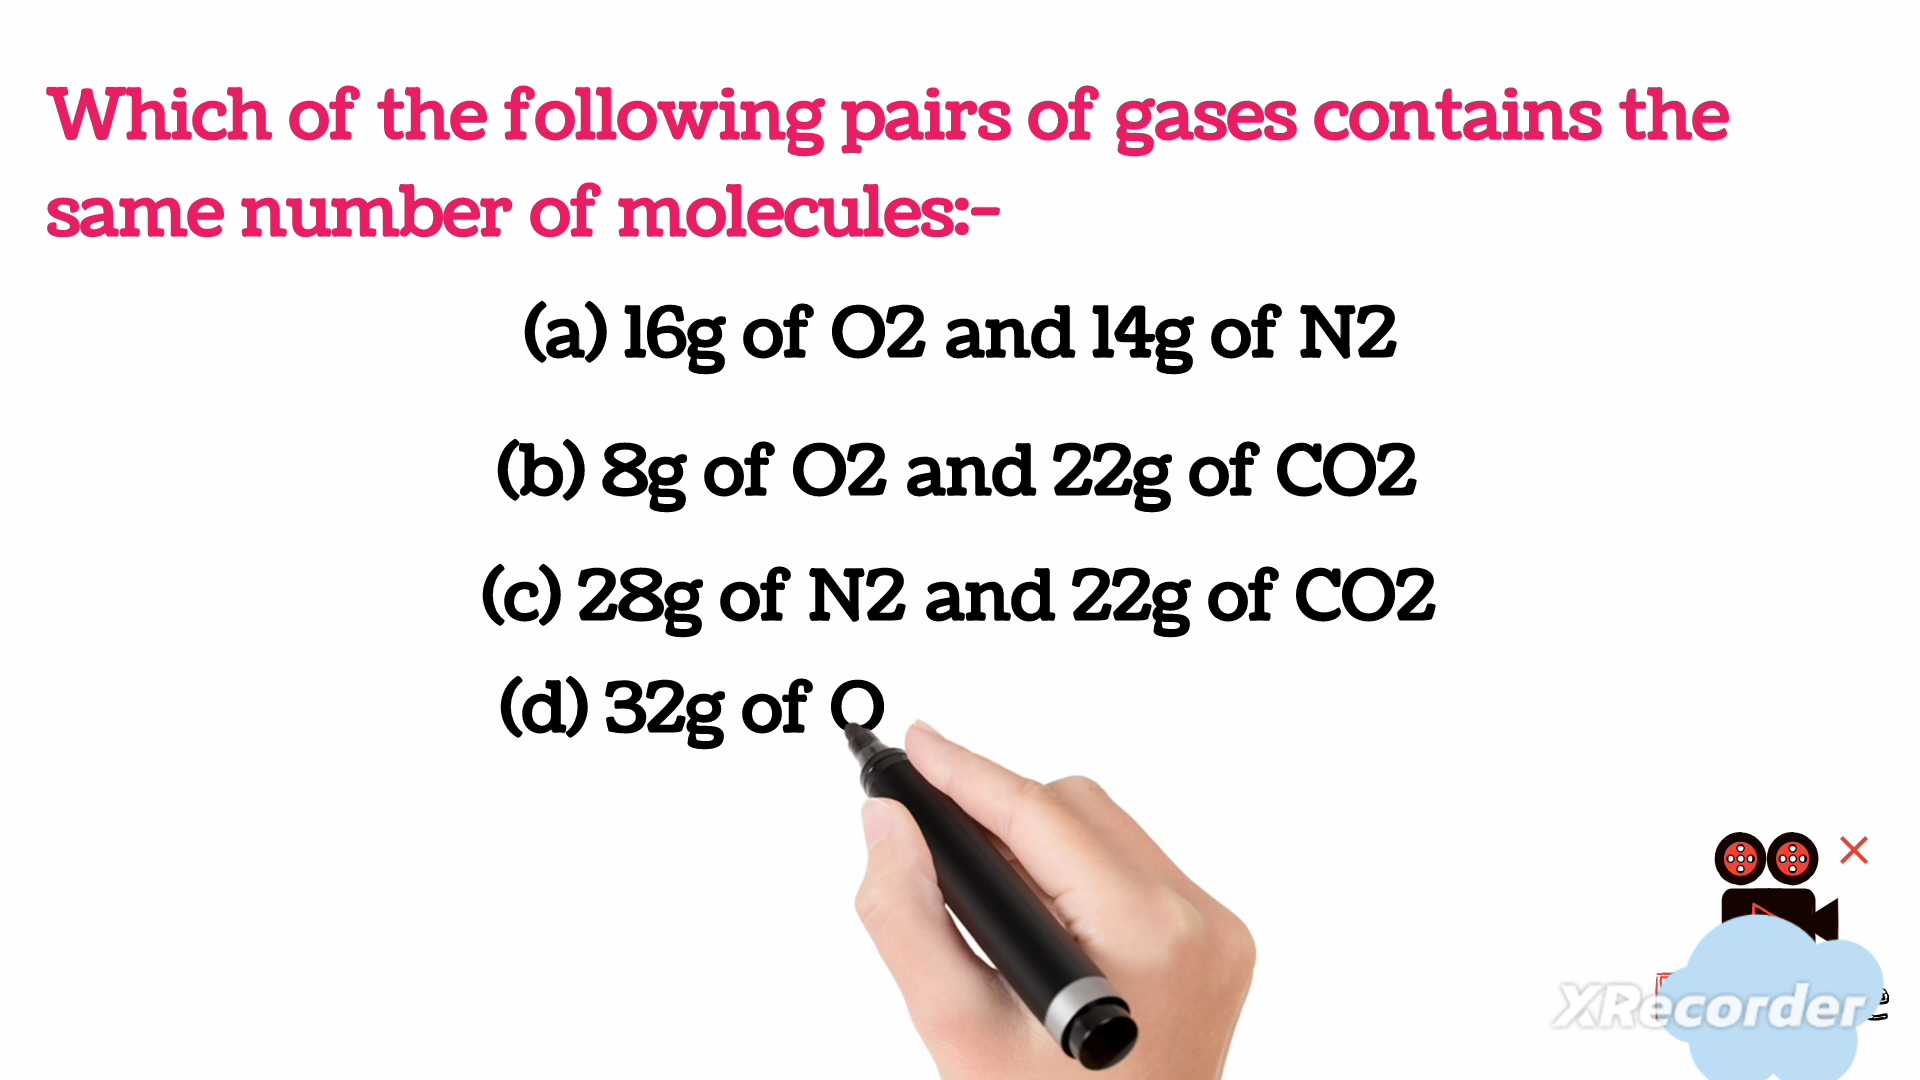 Which of the following pairs of gases contains the
same number of molecules:-
(a) 16g of O2 and 14g of N2
(b) 8g of O2 and 22g of CO2
(c) 28g of N2 and 22g of CO2
(d) 32g of O
XRecorder